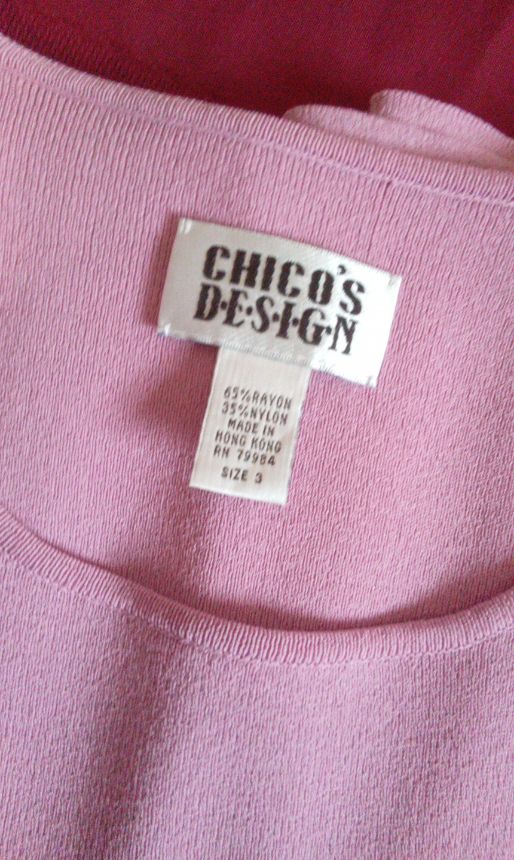 CHICO'S
D·E·S·I·G·N
65%RAYON
35%NYLON
MADE IN
HONG KONG
RN 79984
SIZE 3